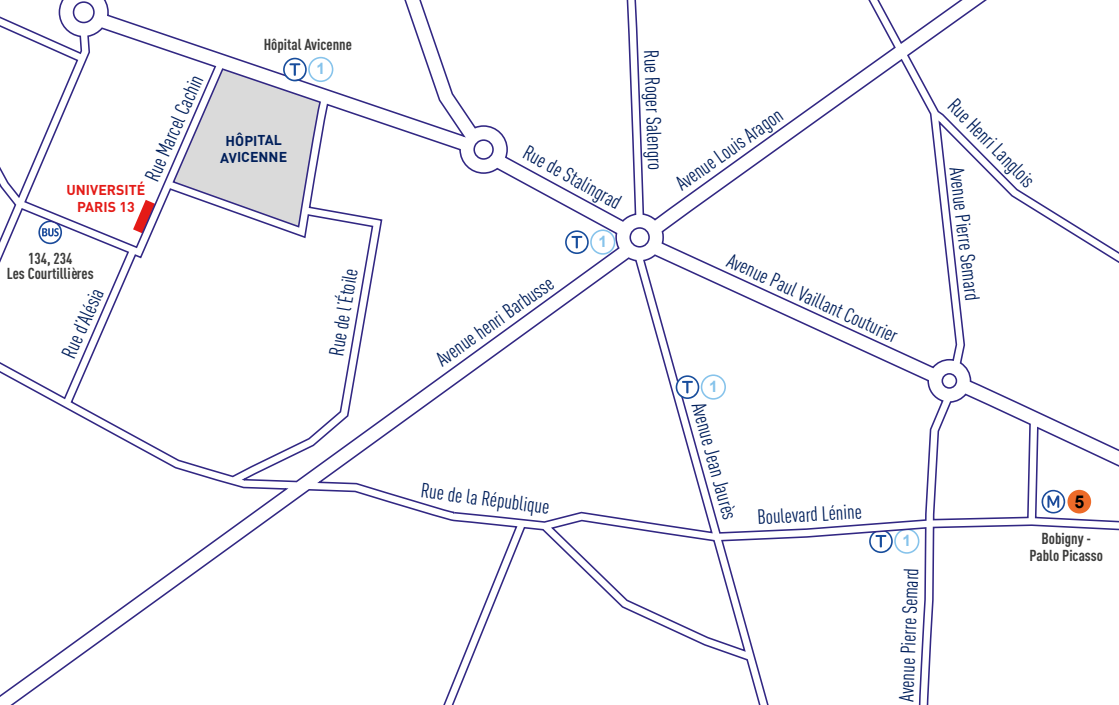 Hôpital Avicenne
T 1
Rue Marcel Cachin
HÔPITAL
AVICENNE
UNIVERSITÉ
PARIS 13
BUS
134, 234
Les Courtillières
Rue d'Alésia
Rue de l'Étoile
Rue de Stalingrad
Rue Roger Salengro
Avenue Louis Aragon
Rue Henri Langlois
Avenue Pierre Semard
T 1
Avenue henri Barbusse
Avenue Paul Vaillant Couturier
T 1
Avenue Jean Jaurès
Rue de la République
Boulevard Lénine
T 1
M 5
Bobigny -
Pablo Picasso
Avenue Pierre Semard